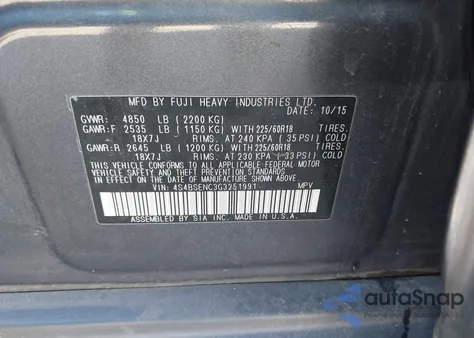 MFD BY FUJI HEAVY INDUSTRIES LTD.
DATE: 10/15
GVWR: 4850 LB (2200 KG)
GAWR:F 2535 LB (1150 KG) WITH 225/60R18 TIRES.
18X7J RIMS. AT 240 KPA (35 PSI) COLD
GAWR:R 2645 LB (1200 KG) WITH 225/60R18 TIRES.
18X7J RIMS. AT 230 KPA (33 PSI) COLD
THIS VEHICLE CONFORMS TO ALL APPLICABLE FEDERAL MOTOR
VEHICLE SAFETY AND THEFT PREVENTION STANDARDS
IN EFFECT ON THE DATE OF MANUFACTURE SHOWN ABOVE.
VIN: 4S4BSENC3G3251991 MPV
ASSEMBLED BY SIA INC. IN U.S.A.
autoSnap